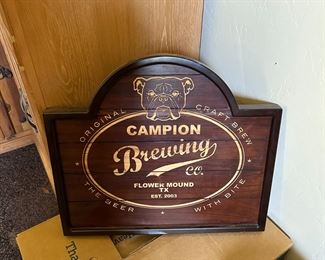 ORIGINAL CRAFT BREW
CAMPION
Brewing
CO.
FLOWER MOUND
TX
EST. 2003
THE BEER WITH BITE